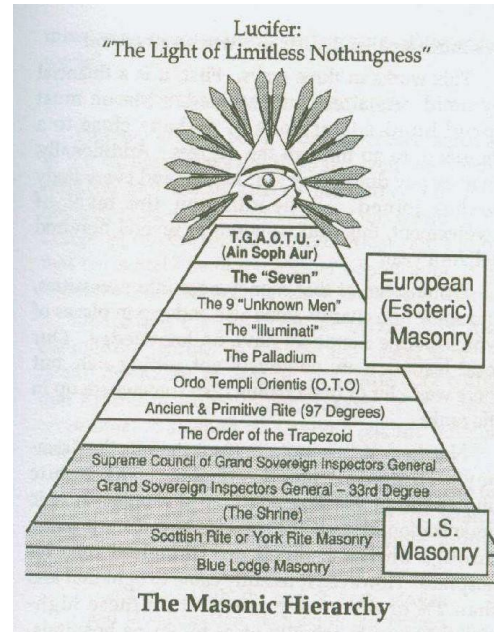 Lucifer:
"The Light of Limitless Nothingness"
T.G.A.O.T.U.
(Ain Soph Aur)
The "Seven"
The 9 "Unknown Men"
The "Illuminati"
The Palladium
Ordo Templi Orientis (O.T.O)
Ancient & Primitive Rite (97 Degrees)
The Order of the Trapezoid
Supreme Council of Grand Sovereign Inspectors General
Grand Sovereign Inspectors General – 33rd Degree
(The Shrine)
Scottish Rite or York Rite Masonry
Blue Lodge Masonry
European
(Esoteric)
Masonry
U.S.
Masonry
The Masonic Hierarchy